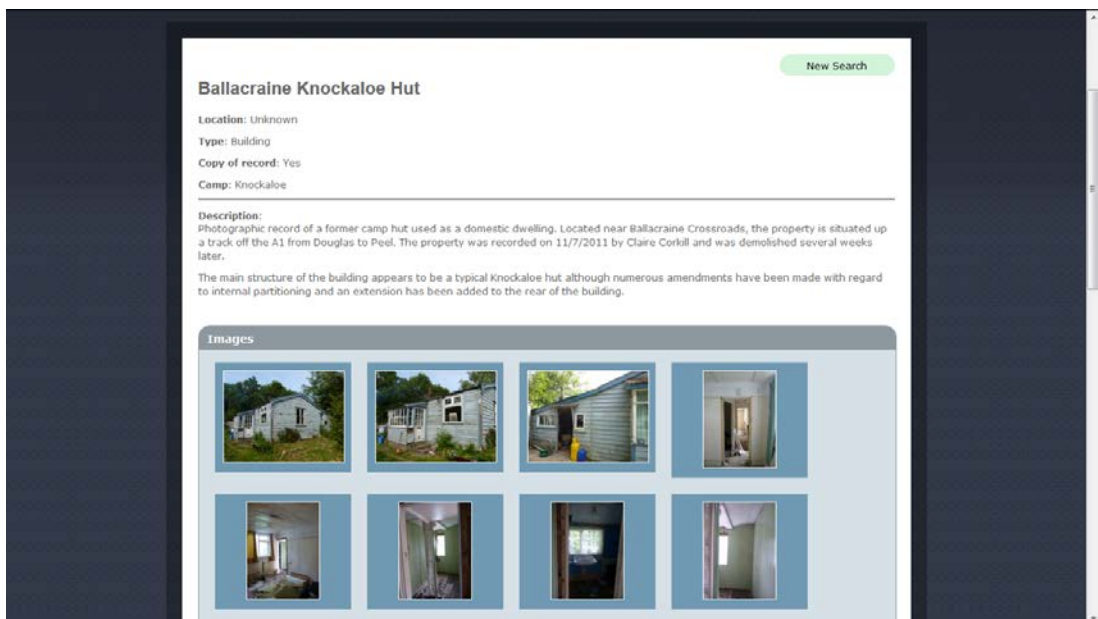 New Search
Ballacraine Knockaloe Hut
Location: Unknown
Type: Building
Copy of record: Yes
Camp: Knockaloe
Description:
Photographic record of a former camp hut used as a domestic dwelling. Located near Ballacraine Crossroads, the property is situated up
a track off the A1 from Douglas to Peel. The property was recorded on 11/7/2011 by Claire Corkill and was demolished several weeks
later.
The main structure of the building appears to be a typical Knockaloe hut although numerous amendments have been made with regard
to internal partitioning and an extension has been added to the rear of the building.
Images